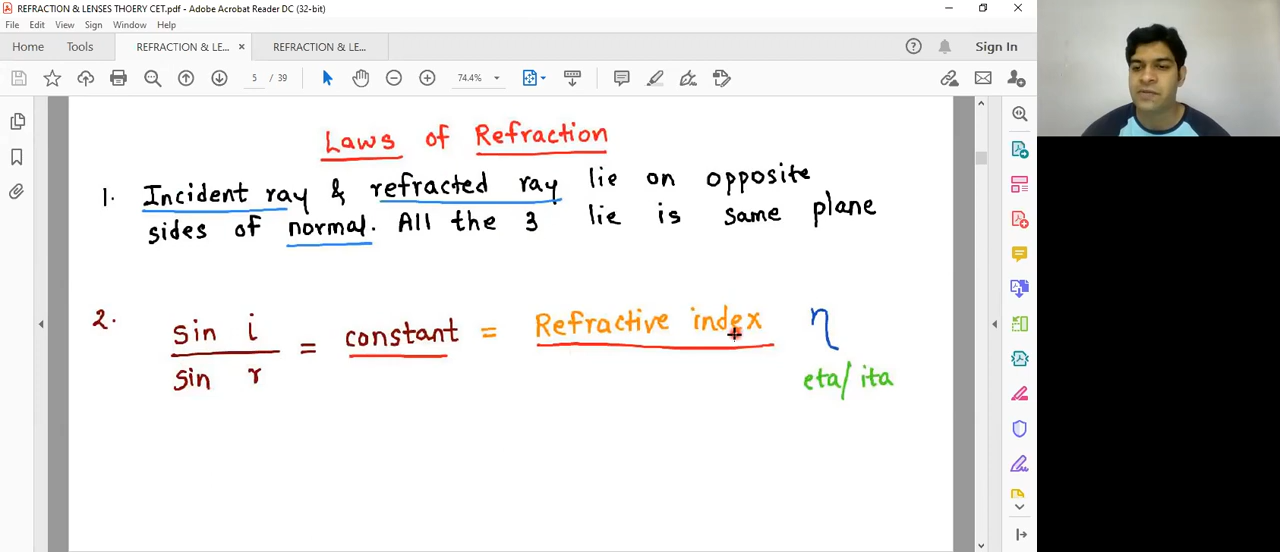 REFRACTION & LENSES THOERY CET.pdf - Adobe Acrobat Reader DC (32-bit)
File Edit View Sign Window Help
Home Tools REFRACTION & LE... × REFRACTION & LE... Sign In
5 / 39 74.4%
Laws of Refraction
1. Incident ray & refracted ray lie on opposite
sides of normal. All the 3 lie is same plane
2. sin i / sin r = constant = Refractive index η
eta/ita